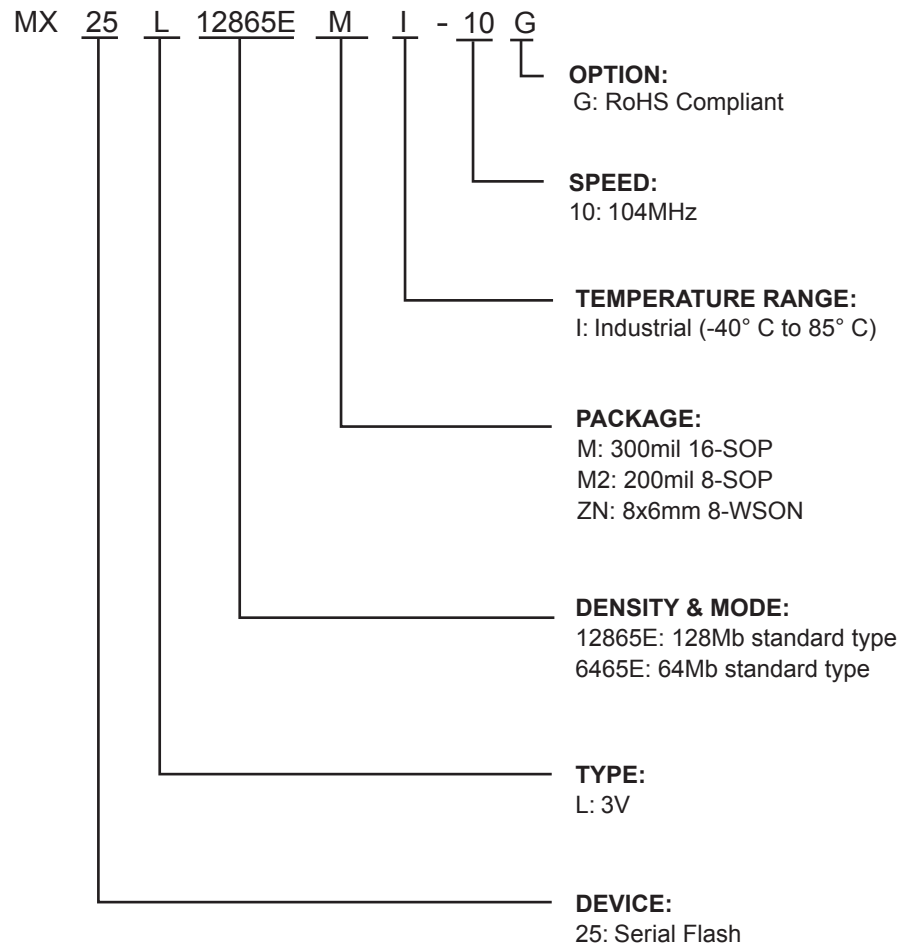 MX 25 L 12865E M I - 10 G
OPTION:
G: RoHS Compliant
SPEED:
10: 104MHz
TEMPERATURE RANGE:
I: Industrial (-40° C to 85° C)
PACKAGE:
M: 300mil 16-SOP
M2: 200mil 8-SOP
ZN: 8x6mm 8-WSON
DENSITY & MODE:
12865E: 128Mb standard type
6465E: 64Mb standard type
TYPE:
L: 3V
DEVICE:
25: Serial Flash